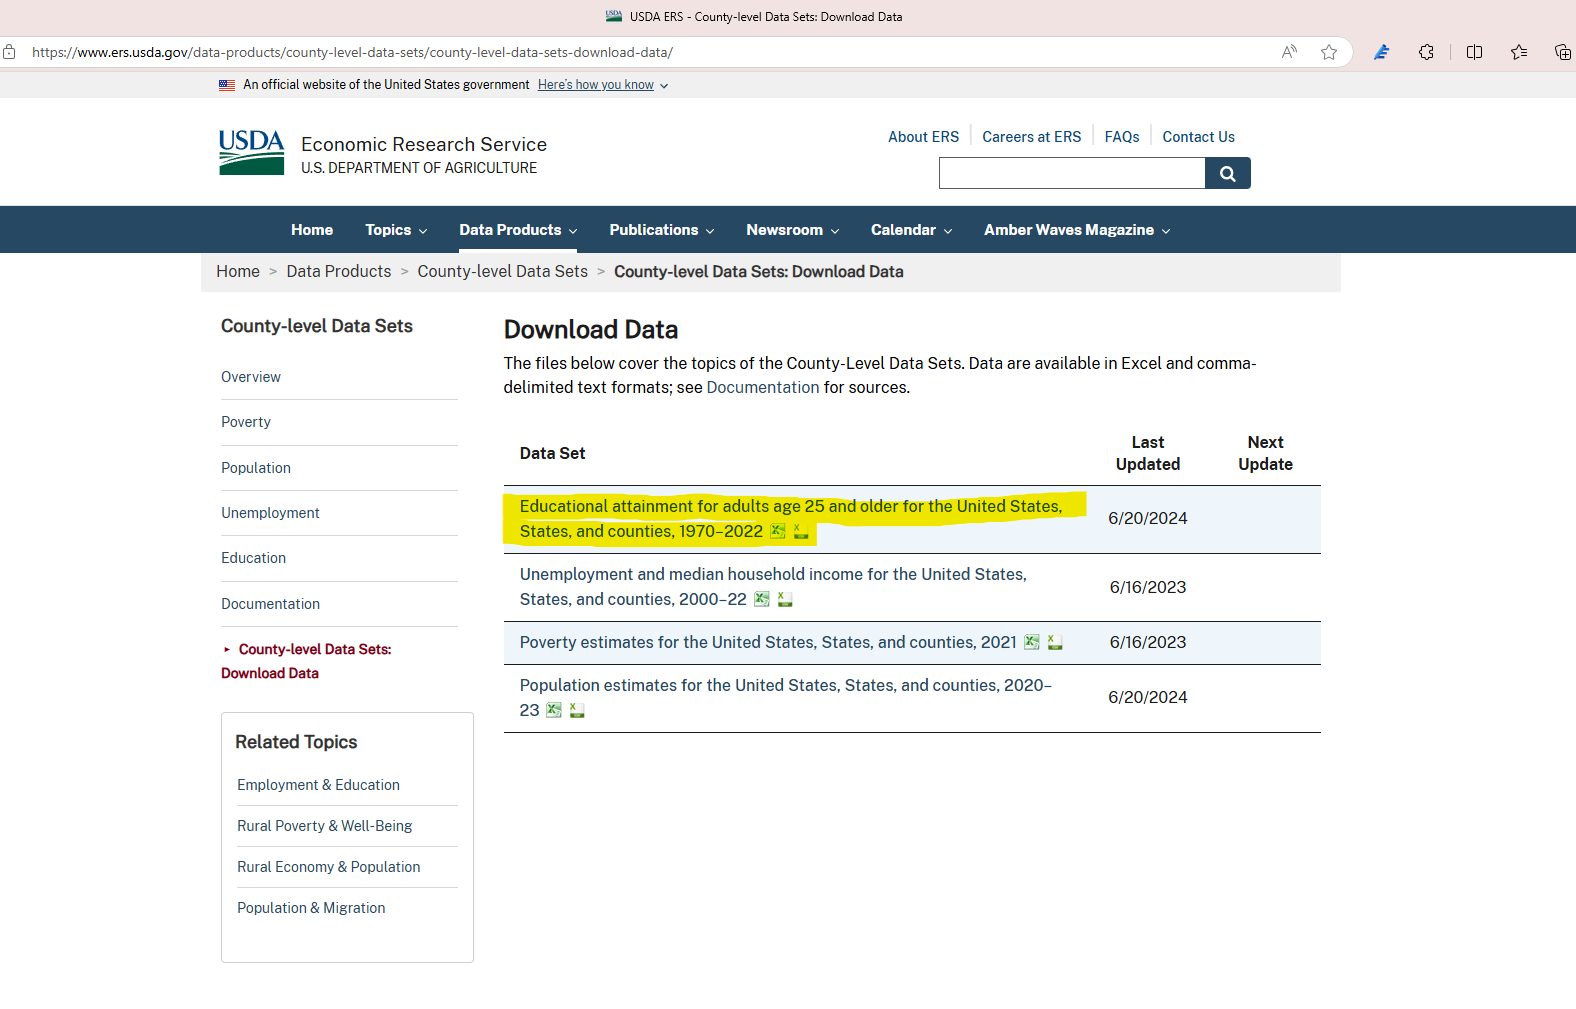 USDA ERS - County-level Data Sets: Download Data
https://www.ers.usda.gov/data-products/county-level-data-sets/county-level-data-sets-download-data/
An official website of the United States government Here's how you know
USDA
Economic Research Service
U.S. DEPARTMENT OF AGRICULTURE
About ERS
Careers at ERS
FAQs
Contact Us
Home
Topics
Data Products
Publications
Newsroom
Calendar
Amber Waves Magazine
Home > Data Products > County-level Data Sets > County-level Data Sets: Download Data
County-level Data Sets
Overview
Poverty
Population
Unemployment
Education
Documentation
County-level Data Sets:
Download Data
Related Topics
Employment & Education
Rural Poverty & Well-Being
Rural Economy & Population
Population & Migration
Download Data
The files below cover the topics of the County-Level Data Sets. Data are available in Excel and comma-
delimited text formats; see Documentation for sources.
Data Set
Last
Updated
Next
Update
Educational attainment for adults age 25 and older for the United States,
States, and counties, 1970–2022
6/20/2024
Unemployment and median household income for the United States,
States, and counties, 2000–22
6/16/2023
Poverty estimates for the United States, States, and counties, 2021
6/16/2023
Population estimates for the United States, States, and counties, 2020–
23
6/20/2024